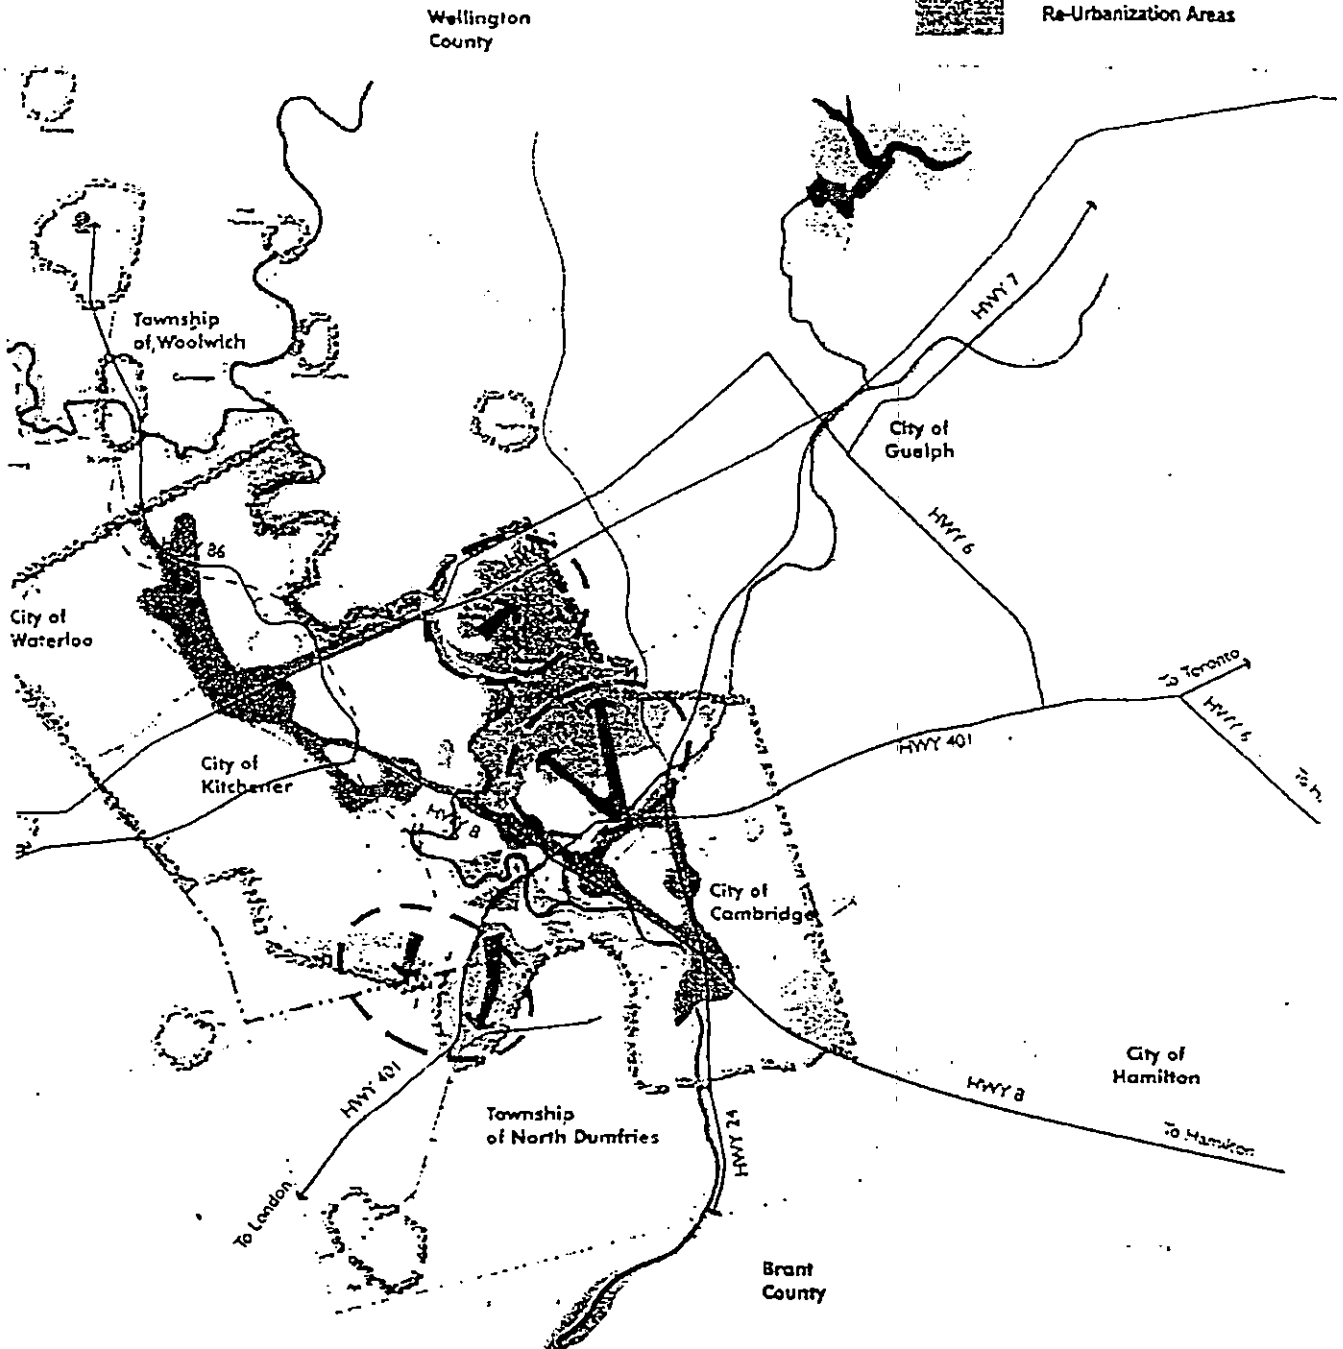 Wellington
County
Re-Urbanization Areas
Township
of Woolwich
HWY 7
City of
Guelph
HWY 6
86
City of
Waterloo
To Toronto
HWY 6
HWY 401
City of
Kitchener
HWY 8
City of
Cambridge
City of
Hamilton
HWY 401
HWY 8
Township
of North Dumfries
HWY 24
To Hamilton
To London
Brant
County